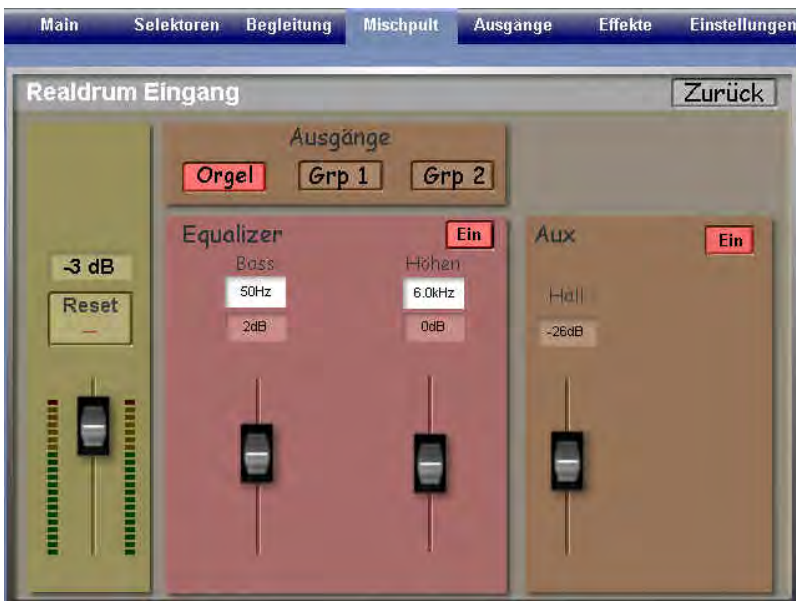 Main Selektoren Begleitung Mischpult Ausgänge Effekte Einstellungen
Realdrum Eingang Zurück
Ausgänge
Orgel Grp 1 Grp 2
Equalizer Ein
Aux Ein
-3 dB
Reset
Bass Höhen
50Hz 6.0kHz
2dB 0dB
Hall
-26dB